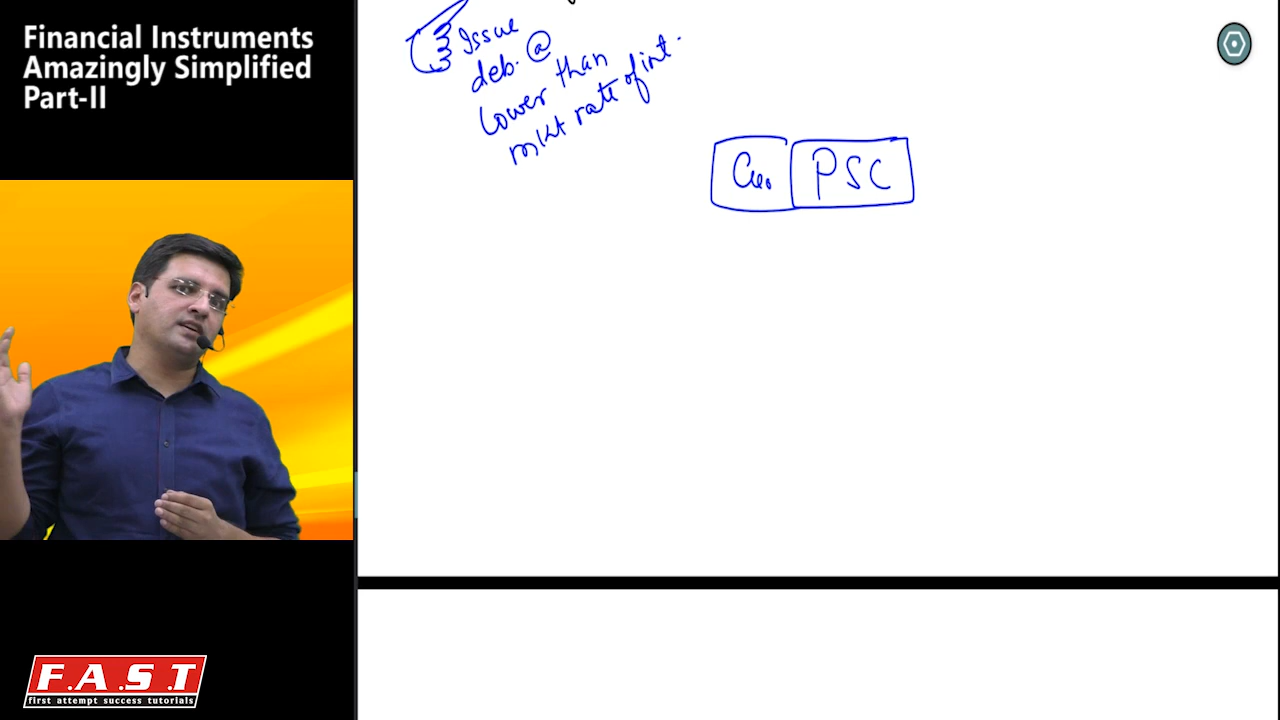 Financial Instruments
Amazingly Simplified
Part-II
Issue
deb. @
lower than
mkt rate of int.
PSC
F.A.S.T
first attempt success tutorials